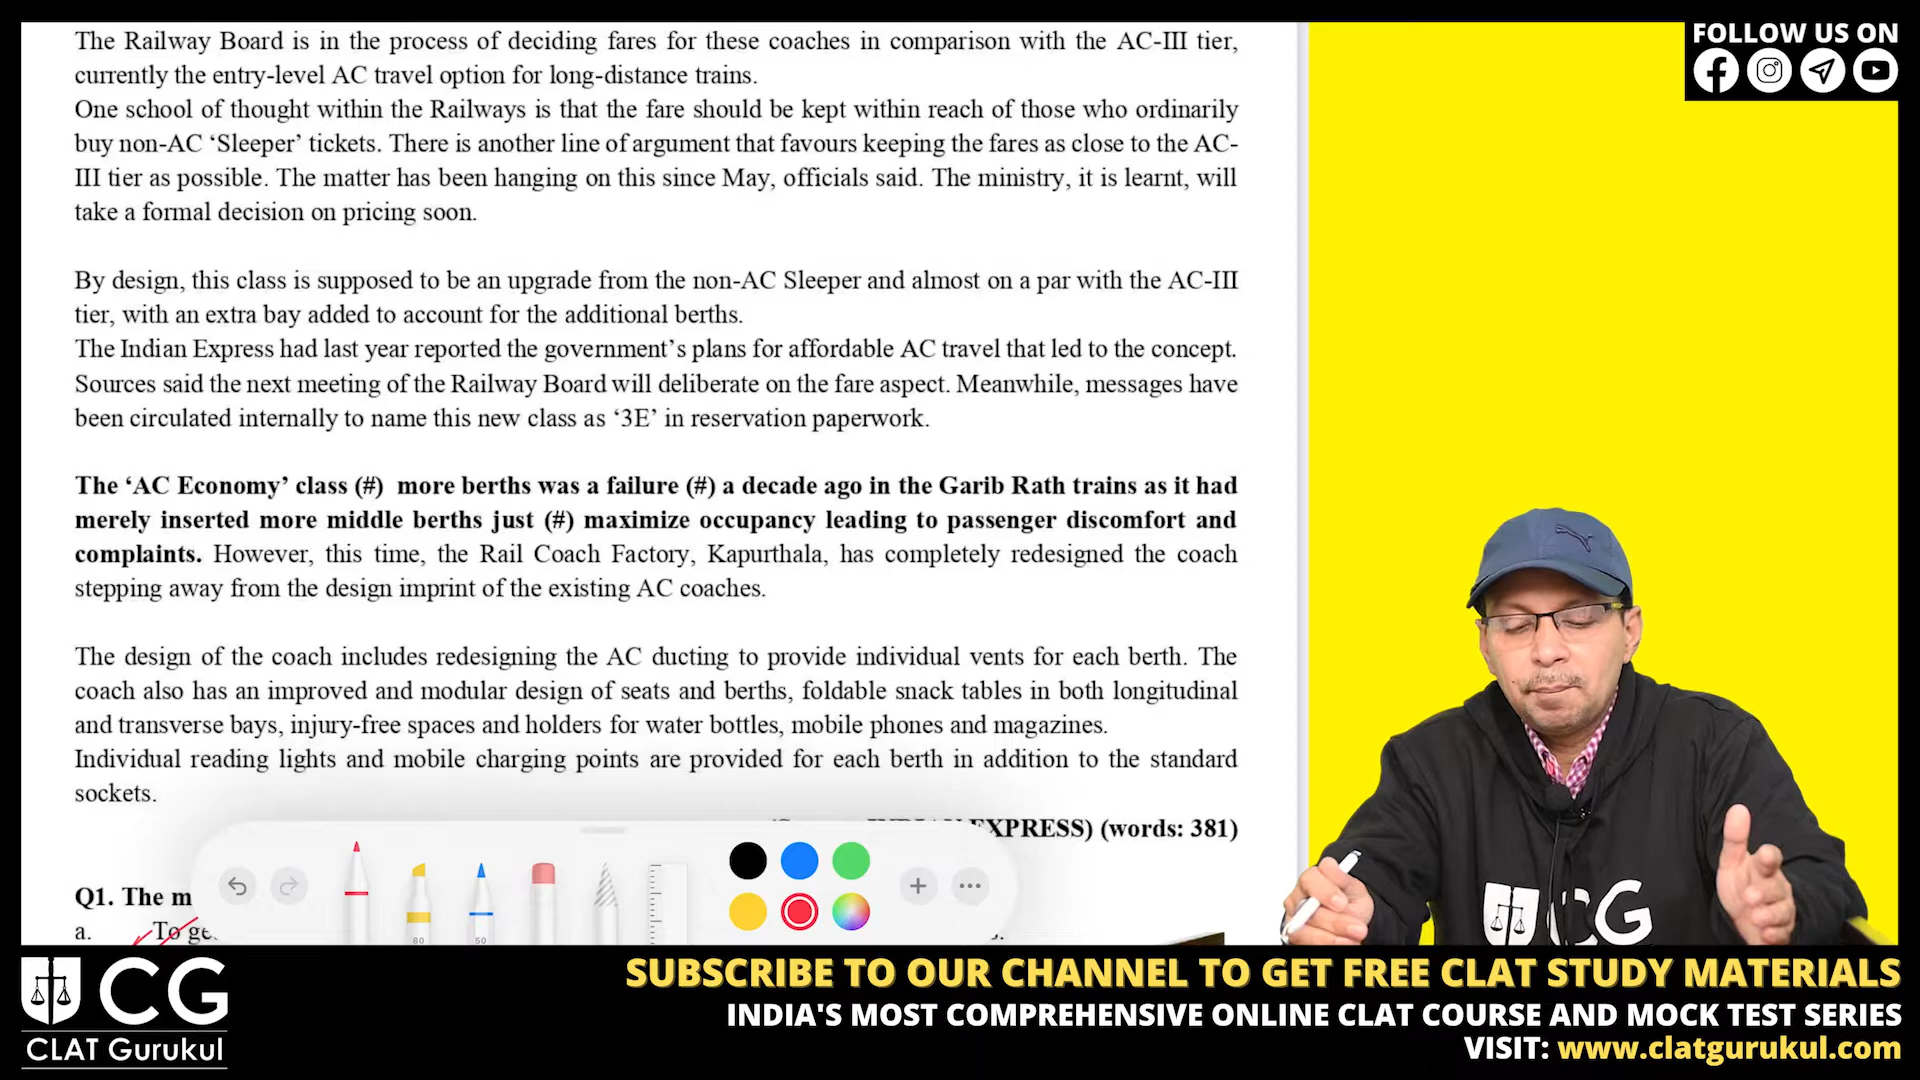 The Railway Board is in the process of deciding fares for these coaches in comparison with the AC-III tier,
currently the entry-level AC travel option for long-distance trains.
One school of thought within the Railways is that the fare should be kept within reach of those who ordinarily
buy non-AC ‘Sleeper’ tickets. There is another line of argument that favours keeping the fares as close to the AC-
III tier as possible. The matter has been hanging on this since May, officials said. The ministry, it is learnt, will
take a formal decision on pricing soon.
By design, this class is supposed to be an upgrade from the non-AC Sleeper and almost on a par with the AC-III
tier, with an extra bay added to account for the additional berths.
The Indian Express had last year reported the government’s plans for affordable AC travel that led to the concept.
Sources said the next meeting of the Railway Board will deliberate on the fare aspect. Meanwhile, messages have
been circulated internally to name this new class as ‘3E’ in reservation paperwork.
The ‘AC Economy’ class (#) more berths was a failure (#) a decade ago in the Garib Rath trains as it had
merely inserted more middle berths just (#) maximize occupancy leading to passenger discomfort and
complaints. However, this time, the Rail Coach Factory, Kapurthala, has completely redesigned the coach
stepping away from the design imprint of the existing AC coaches.
The design of the coach includes redesigning the AC ducting to provide individual vents for each berth. The
coach also has an improved and modular design of seats and berths, foldable snack tables in both longitudinal
and transverse bays, injury-free spaces and holders for water bottles, mobile phones and magazines.
Individual reading lights and mobile charging points are provided for each berth in addition to the standard
sockets.
EXPRESS) (words: 381)
Q1. The m
a. To ge
80 50
FOLLOW US ON
CG
CG
CLAT Gurukul
SUBSCRIBE TO OUR CHANNEL TO GET FREE CLAT STUDY MATERIALS
INDIA'S MOST COMPREHENSIVE ONLINE CLAT COURSE AND MOCK TEST SERIES
VISIT: www.clatgurukul.com